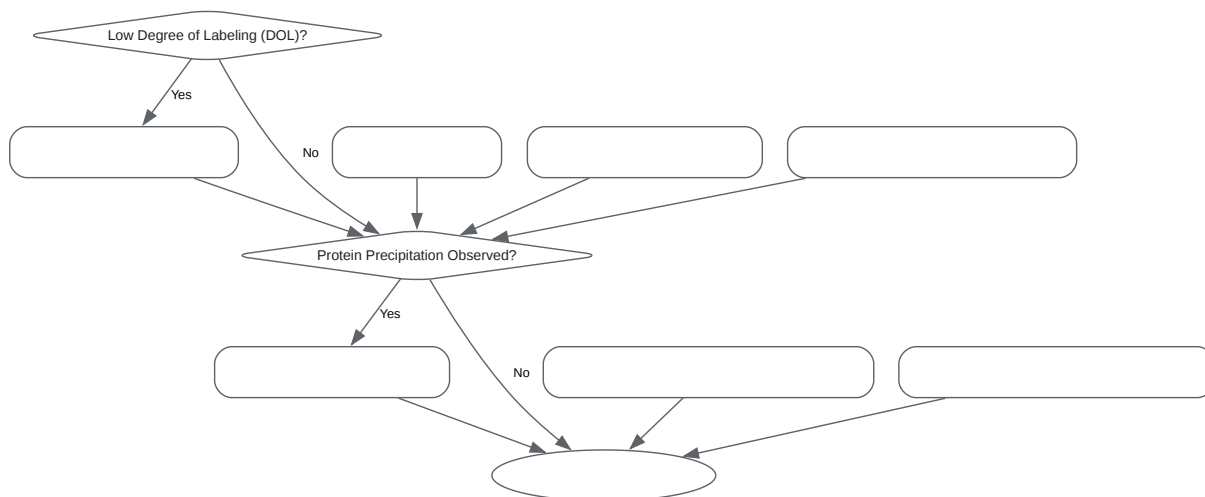 Low Degree of Labeling (DOL)?
Yes
No
Protein Precipitation Observed?
Yes
No